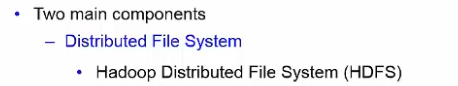 • Two main components
– Distributed File System
• Hadoop Distributed File System (HDFS)